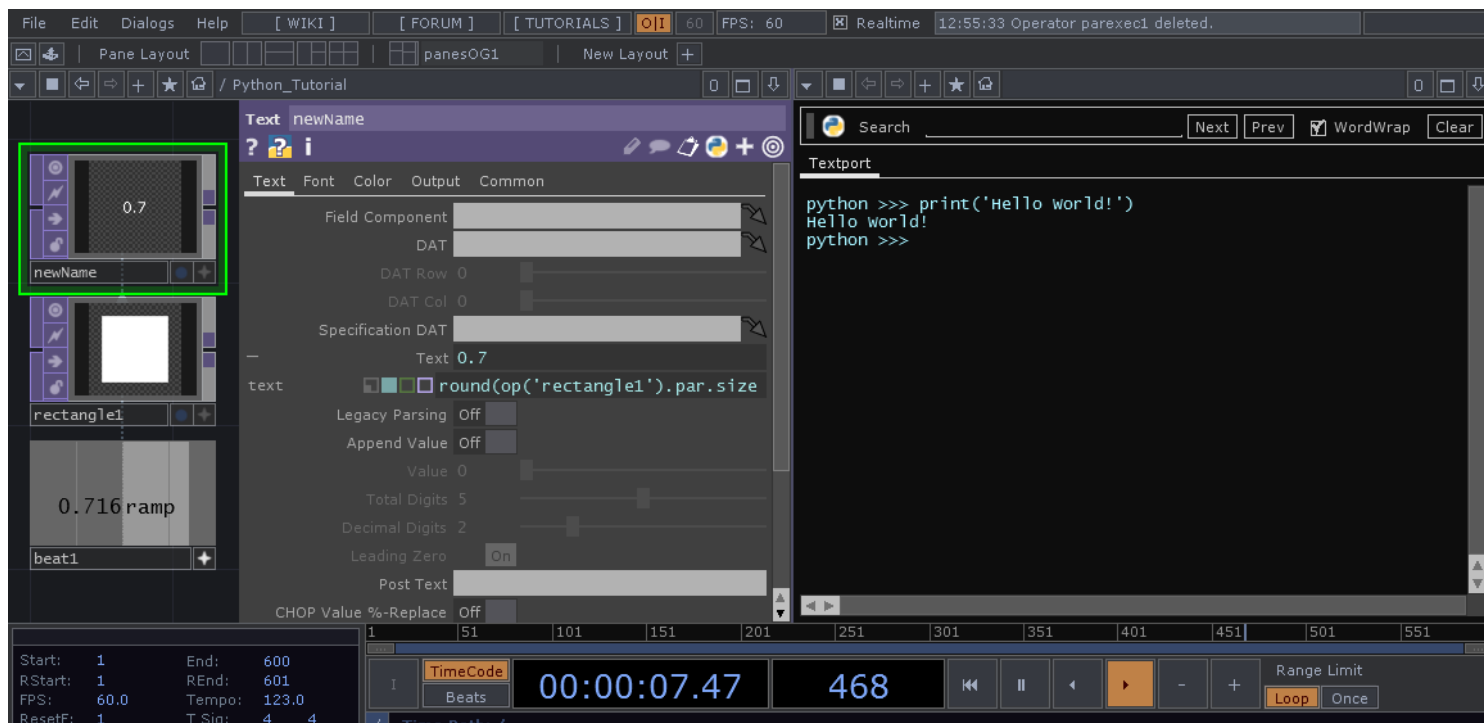 File Edit Dialogs Help [ WIKI ] [ FORUM ] [ TUTORIALS ] O|I 60 FPS: 60 Realtime 12:55:33 Operator parexec1 deleted.
Pane Layout panesOG1 New Layout +
/ Python_Tutorial 0 0
Text newName
Text Font Color Output Common
0.7
newName
rectangle1
0.716 ramp
beat1
Field Component
DAT
DAT Row 0
DAT Col 0
Specification DAT
Text 0.7
text round(op('rectangle1').par.size
Legacy Parsing Off
Append Value Off
Value 0
Total Digits 5
Decimal Digits 2
Leading Zero On
Post Text
CHOP Value %-Replace Off
Search Next Prev WordWrap Clear
Textport
python >>> print('Hello World!')
Hello World!
python >>>
1 51 101 151 201 251 301 351 401 451 501 551
Start: 1 End: 600
RStart: 1 REnd: 601
FPS: 60.0 Tempo: 123.0
ResetF: 1 T Sig: 4 4
I TimeCode
Beats
00:00:07.47 468
- +
Range Limit
Loop Once